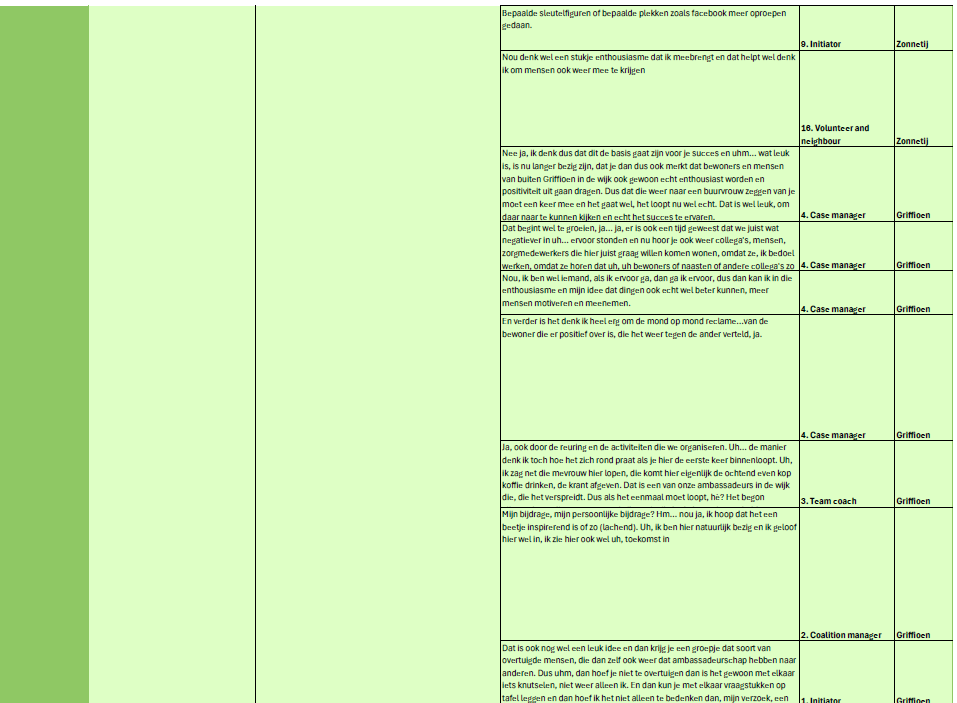 Bepaalde sleutelfiguren of bepaalde plekken zoals facebook meer oproepen
gedaan.
9. Initiator
Zonnetij
Nou denk wel een stukje enthousiasme dat ik meebrengt en dat helpt wel denk
ik om mensen ook weer mee te krijgen
16. Volunteer and
neighbour
Zonnetij
Nee ja, ik denk dus dat dit de basis gaat zijn voor je succes en uhm... wat leuk
is, is nu langer bezig zijn, dat je dan dus ook merkt dat bewoners en mensen
van buiten Griffioen in de wijk ook gewoon echt enthousiast worden en
positiviteit uit gaan dragen. Dus dat die weer naar een buurvrouw zeggen van je
moet een keer mee en het gaat wel, het loopt nu wel echt. Dat is wel leuk, om
daar naar te kunnen kijken en echt het succes te ervaren.
4. Case manager
Griffioen
Dat begint wel te groeien, ja... ja, er is ook een tijd geweest dat we juist wat
negatiever in uh... ervoor stonden en nu hoor je ook weer collega's, mensen,
zorgmedewerkers die hier juist graag willen komen wonen, omdat ze, ik bedoel
werken, omdat ze horen dat uh, uh bewoners of naasten of andere collega's zo
4. Case manager
Griffioen
Nou, ik ben wel iemand, als ik ervoor ga, dan ga ik ervoor, dus dan kan ik in die
enthousiasme en mijn idee dat dingen ook echt wel beter kunnen, meer
mensen motiveren en meenemen.
4. Case manager
Griffioen
En verder is het denk ik heel erg om de mond op mond reclame...van de
bewoner die er positief over is, die het weer tegen de ander verteld, ja.
4. Case manager
Griffioen
Ja, ook door de reuring en de activiteiten die we organiseren. Uh... de manier
denk ik toch hoe het zich rond praat als je hier de eerste keer binnenloopt. Uh,
ik zag net die mevrouw hier lopen, die komt hier eigenlijk de ochtend even kop
koffie drinken, de krant afgeven. Dat is een van onze ambassadeurs in de wijk
die, die het verspreidt. Dus als het eenmaal moet loopt, hè? Het begon
3. Team coach
Griffioen
Mijn bijdrage, mijn persoonlijke bijdrage? Hm... nou ja, ik hoop dat het een
beetje inspirerend is of zo (lachend). Uh, ik ben hier natuurlijk bezig en ik geloof
hier wel in, ik zie hier ook wel uh, toekomst in
2. Coalition manager
Griffioen
Dat is ook nog wel een leuk idee en dan krijg je een groepje dat soort van
overtuigde mensen, die dan zelf ook weer dat ambassadeurschap hebben naar
anderen. Dus uhm, dan hoef je niet te overtuigen dan is het gewoon met elkaar
iets knutselen, niet weer alleen ik. En dan kun je met elkaar vraagstukken op
tafel leggen en dan hoef ik het niet alleen te bedenken dan, mijn verzoek, een
1. Initiator
Griffioen